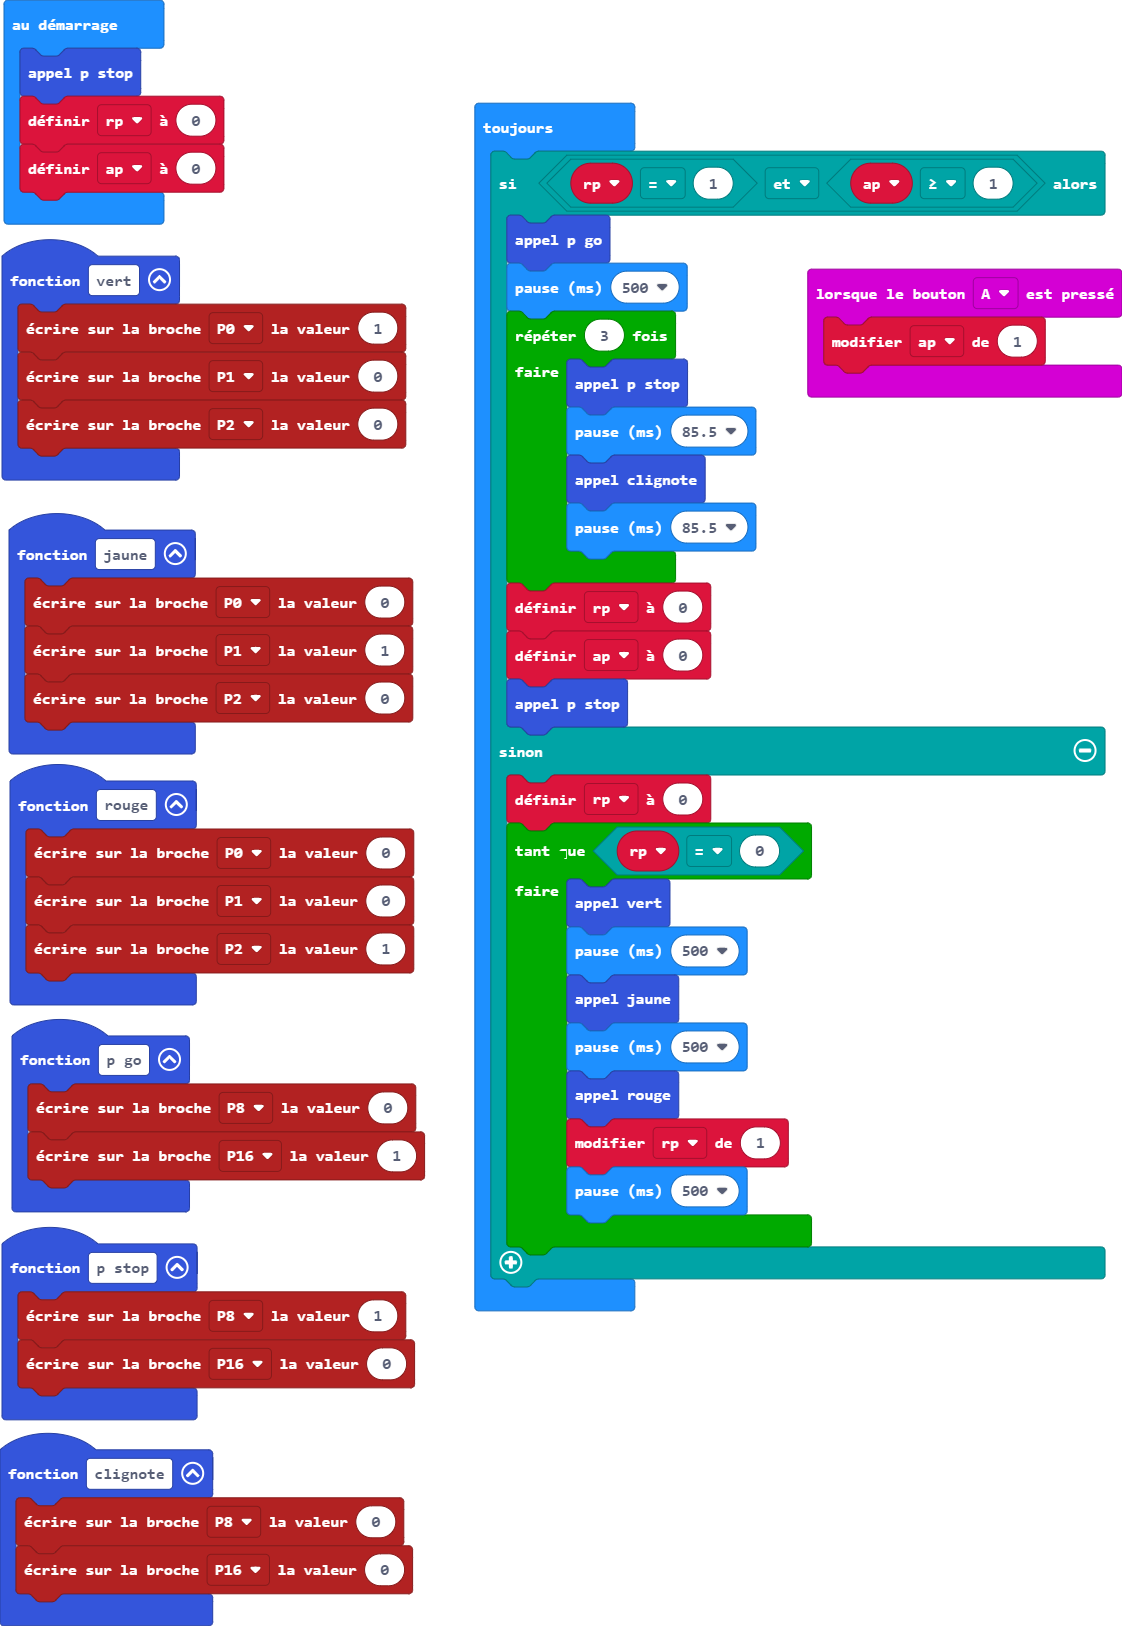 au démarrage
appel p stop
définir rp à 0
définir ap à 0
fonction vert
écrire sur la broche P0 la valeur 1
écrire sur la broche P1 la valeur 0
écrire sur la broche P2 la valeur 0
fonction jaune
écrire sur la broche P0 la valeur 0
écrire sur la broche P1 la valeur 1
écrire sur la broche P2 la valeur 0
fonction rouge
écrire sur la broche P0 la valeur 0
écrire sur la broche P1 la valeur 0
écrire sur la broche P2 la valeur 1
fonction p go
écrire sur la broche P8 la valeur 0
écrire sur la broche P16 la valeur 1
fonction p stop
écrire sur la broche P8 la valeur 1
écrire sur la broche P16 la valeur 0
fonction clignote
écrire sur la broche P8 la valeur 0
écrire sur la broche P16 la valeur 0
toujours
si rp = 1 et ap ≥ 1 alors
appel p go
pause (ms) 500
répéter 3 fois
faire
appel p stop
pause (ms) 85.5
appel clignote
pause (ms) 85.5
définir rp à 0
définir ap à 0
appel p stop
sinon
définir rp à 0
tant que rp = 0
faire
appel vert
pause (ms) 500
appel jaune
pause (ms) 500
appel rouge
modifier rp de 1
pause (ms) 500
lorsque le bouton A est pressé
modifier ap de 1